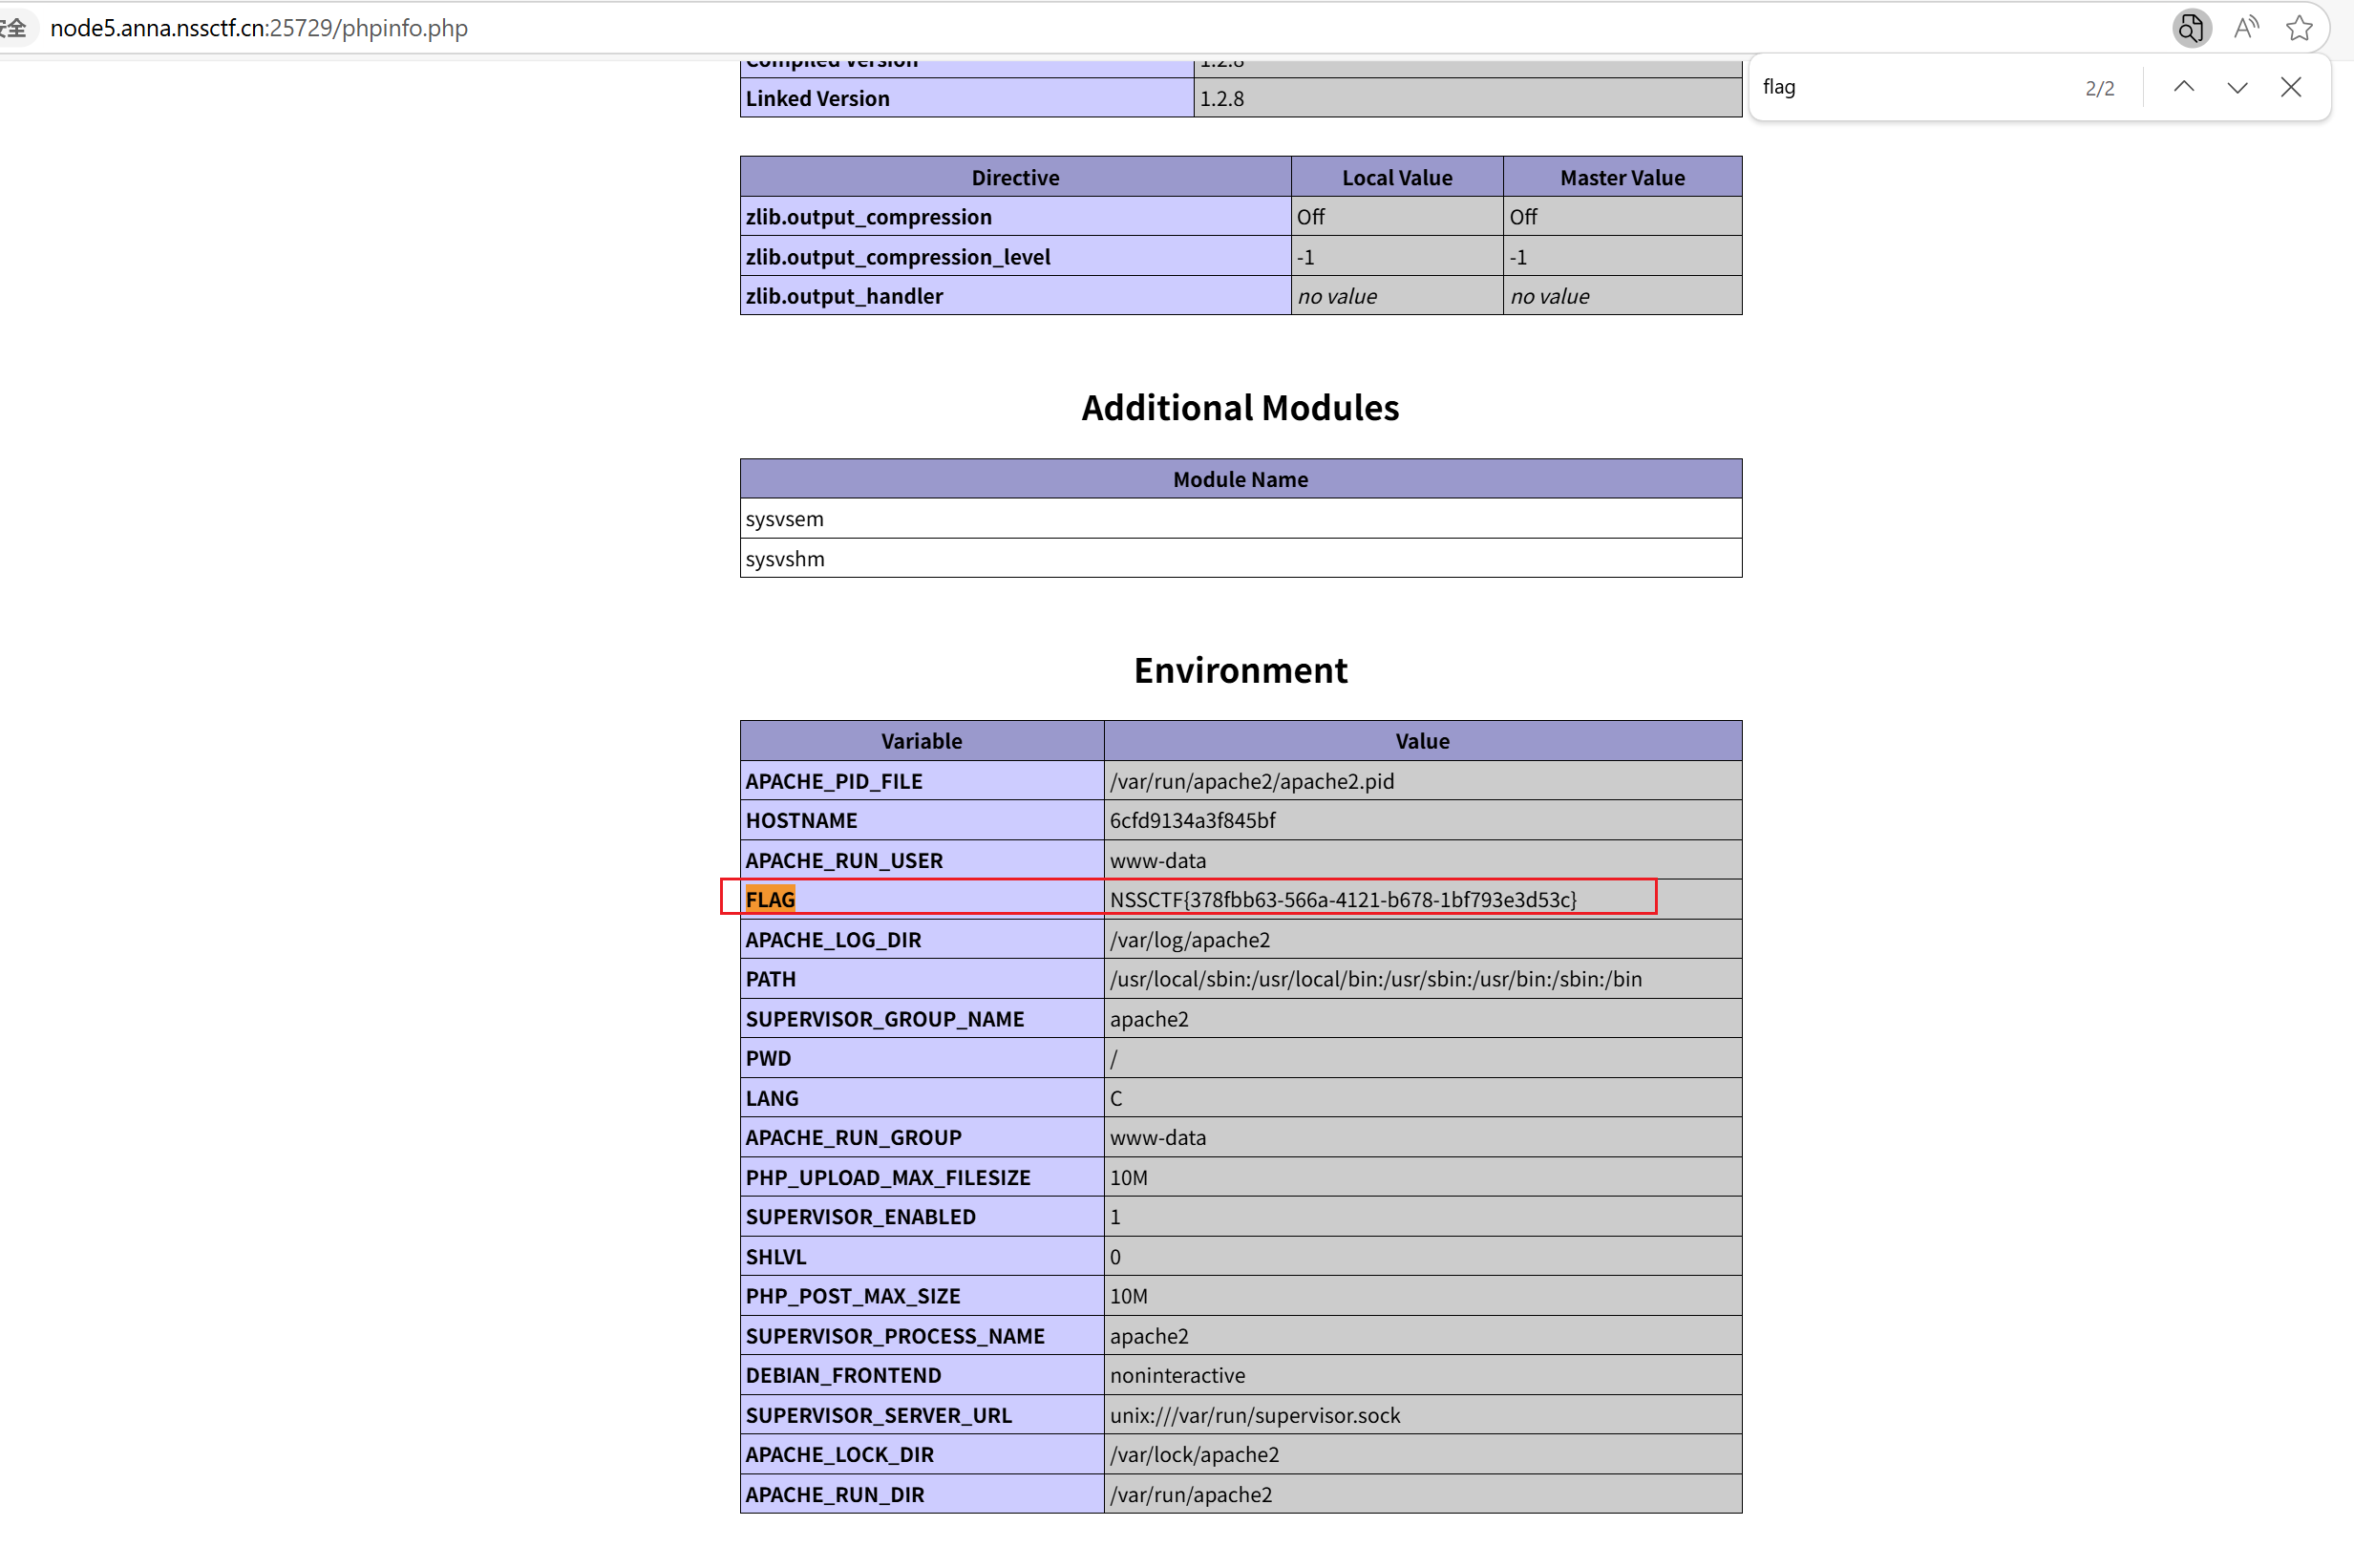 安全 node5.anna.nssctf.cn:25729/phpinfo.php
flag 2/2
Compiled Version 1.2.8
Linked Version 1.2.8
Directive Local Value Master Value
zlib.output_compression Off Off
zlib.output_compression_level -1 -1
zlib.output_handler no value no value
Additional Modules
Module Name
sysvsem
sysvshm
Environment
Variable Value
APACHE_PID_FILE /var/run/apache2/apache2.pid
HOSTNAME 6cfd9134a3f845bf
APACHE_RUN_USER www-data
FLAG NSSCTF{378fbb63-566a-4121-b678-1bf793e3d53c}
APACHE_LOG_DIR /var/log/apache2
PATH /usr/local/sbin:/usr/local/bin:/usr/sbin:/usr/bin:/sbin:/bin
SUPERVISOR_GROUP_NAME apache2
PWD /
LANG C
APACHE_RUN_GROUP www-data
PHP_UPLOAD_MAX_FILESIZE 10M
SUPERVISOR_ENABLED 1
SHLVL 0
PHP_POST_MAX_SIZE 10M
SUPERVISOR_PROCESS_NAME apache2
DEBIAN_FRONTEND noninteractive
SUPERVISOR_SERVER_URL unix:///var/run/supervisor.sock
APACHE_LOCK_DIR /var/lock/apache2
APACHE_RUN_DIR /var/run/apache2